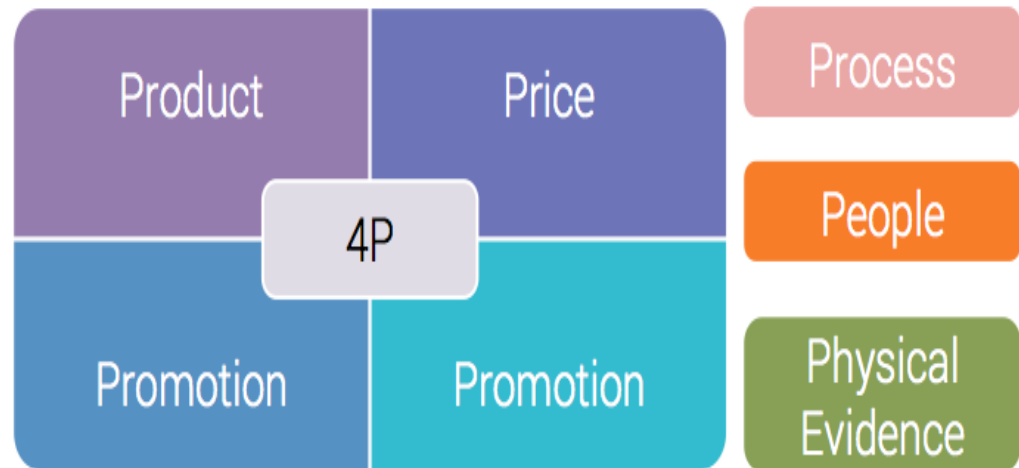 Product
Price
4P
Promotion
Promotion
Process
People
Physical
Evidence